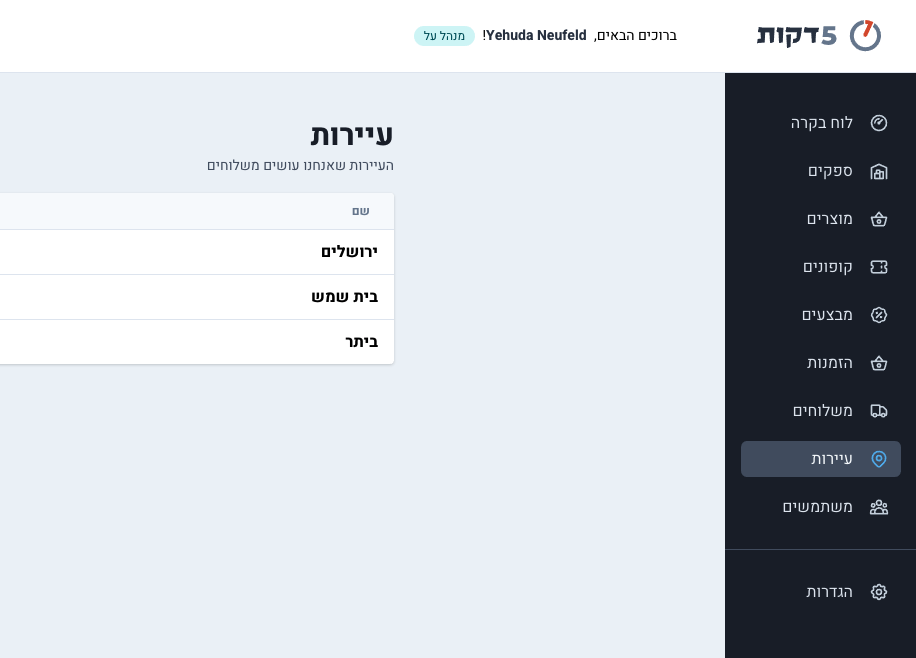 5דקות
ברוכים הבאים, Yehuda Neufeld! מנהל על
לוח בקרה
ספקים
מוצרים
קופונים
מבצעים
הזמנות
משלוחים
עיירות
משתמשים
הגדרות
עיירות
העיירות שאנחנו עושים משלוחים
שם
ירושלים
בית שמש
ביתר